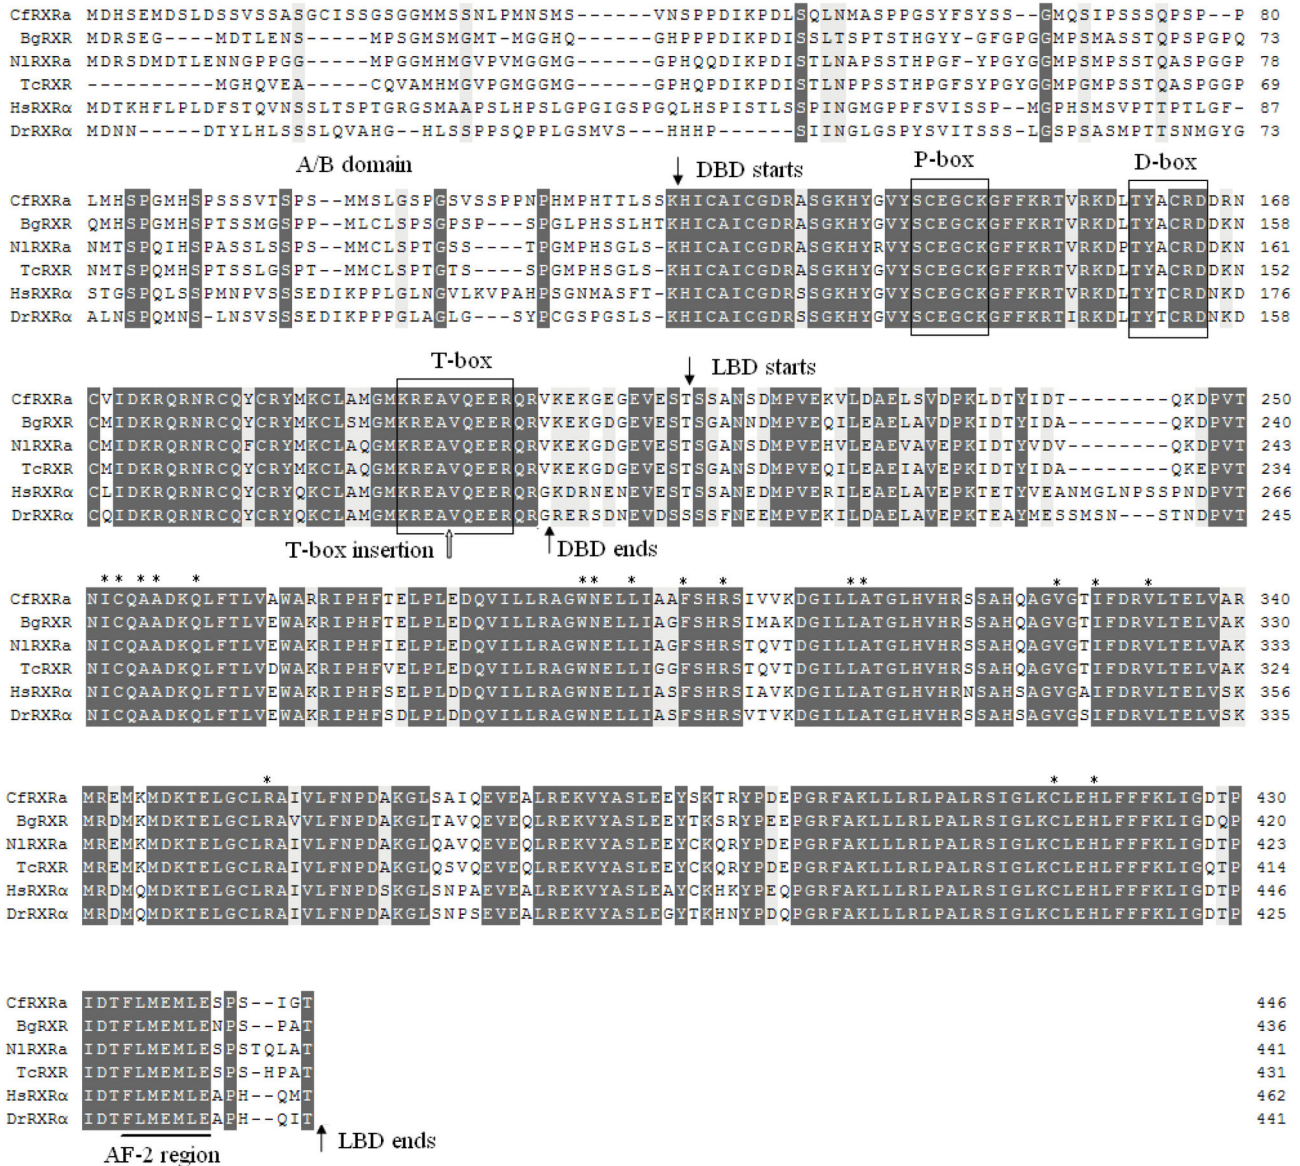 CfRXRa MDHSEMDSLDSSVSSASGCISSGSGGMMSSNLPMNSMS------VNSPPDIKPDLSQLNMASPPGSYFSYSS--GMQSIPSSSQPSP--P 80
BgRXR MDRSEG----MDTLENS-----MPSGMSMGMT-MGGHQ------GHPPPDIKPDISSLTSPTSTHGYY-GFGPGGMPSMASSTQPSPGPQ 73
NlRXRa MDRSDMDTLENNGPPGG-----MPGGMHMGVPVMGGMG------GPHQQDIKPDISTLNAPSSTHPGF-YPGYGGMPSMPSSTQASPGGP 78
TcRXR ----------MGHQVEA-----CQVAMHMGVPGMGGMG------GPHQPDIKPDISTLNPPSSTHPGFSYPGYGGMPGMPSSTQASPGGP 69
HsRXRα MDTKHFLPLDFSTQVNSSLTSPTGRGSMAAPSLHPSLGPGIGSPGQLHSPISTLSSPINGMGPPFSVISSP--MGPHSMSVPTTPTLGF- 87
DrRXRα MDNN-----DTYLHLSSSLQVAHG--HLSSPPSQPPLGSMVS--HHHP------SIINGLGSPYSVITSSS-LGSPSASMPTTSNMGYG 73
A/B domain
DBD starts
P-box
D-box
CfRXRa LMHSPGMHSPSSSVTSPS--MMSLGSPGSVSSPPNPHMPHTTLSSKHICAICGDRASGKHYGVYSCEGCKGFFKRTVRKDLTYACRDDRN 168
BgRXR QMHSPGMHSPTSSMGSPP--MLCLSPSGPSP---SPGLPHSSLHTKHICAICGDRASGKHYGVYSCEGCKGFFKRTVRKDLTYACRDDKN 158
NlRXRa NMTSPQIHSPASSLSSPS--MMCLSPTGSS----TPGMPHSGLS-KHICAICGDRASGKHYRVYSCEGCKGFFKRTVRKDPTYACRDDKN 161
TcRXR NMTSPQMHSPTSSLGSPT--MMCLSPTGTS----SPGMPHSGLS-KHICAICGDRASGKHYGVYSCEGCKGFFKRTVRKDLTYACRDDKN 152
HsRXRα STGSPQLSSPMNPVSSSEDIKPPLGLNGVLKVPAHPSGNMASFT-KHICAICGDRSSGKHYGVYSCEGCKGFFKRTVRKDLTYTCRDNKD 176
DrRXRα ALNSPQMNS-LNSVSSSEDIKPPPGLAGLG---SYPCGSPGSLS-KHICAICGDRSSGKHYGVYSCEGCKGFFKRTIRKDLTYTCRDNKD 158
T-box
LBD starts
CfRXRa CVIDKRQRNRCQYCRYMKCLAMGMKREAVQEERQRVKEKGEGEVESTSSANSDMPVEKVLDAELSVDPKLDTYIDT--------QKDPVT 250
BgRXR CMIDKRQRNRCQYCRYMKCLSMGMKREAVQEERQRVKEKGDGEVESTSGANNDMPVEQILEAELAVDPKIDTYIDA--------QKDPVT 240
NlRXRa CMIDKRQRNRCQFCRYMKCLAQGMKREAVQEERQRVKEKGDGEVESTSGANSDMPVEHVLEAEVAVEPKIDTYVDV--------QKDPVT 243
TcRXR CMIDKRQRNRCQYCRYMKCLAQGMKREAVQEERQRVKEKGDGEVESTSGANSDMPVEQILEAEIAVEPKIDTYIDA--------QKEPVT 234
HsRXRα CLIDKRQRNRCQYCRYQKCLAMGMKREAVQEERQRGKDRNENEVESTSSANEDMPVERILEAELAVEPKTETYVEANMGLNPSSPNDPVT 266
DrRXRα CQIDKRQRNRCQYCRYQKCLAMGMKREAVQEERQRGRERSDNEVDSSSSFNEEMPVEKILDAELAVEPKTEAYMESSMSN---STNDPVT 245
T-box insertion
DBD ends
* * * * * * * * * * * * * * *
CfRXRa NICQAADKQLFTLVAWARRIPHFTELPLEDQVILLRAGWNELLIAAFSHRSIVVKDGILLATGLHVHRSSAHQAGVGTIFDRVLTELVAR 340
BgRXR NICQAADKQLFTLVEWAKRIPHFTELPLEDQVILLRAGWNELLIAGFSHRSIMAKDGILLATGLHVHRSSAHQAGVGTIFDRVLTELVAK 330
NlRXRa NICQAADKQLFTLVEWAKRIPHFIELPLEDQVILLRAGWNELLIAGFSHRSTQVTDGILLATGLHVHRSSAHQAGVGTIFDRVLTELVAK 333
TcRXR NICQAADKQLFTLVDWAKRIPHFVELPLEDQVILLRAGWNELLIGGFSHRSTQVTDGILLATGLHVHRSSAHQAGVGTIFDRVLTELVAK 324
HsRXRα NICQAADKQLFTLVEWAKRIPHFSELPLDDQVILLRAGWNELLIASFSHRSIAVKDGILLATGLHVHRNSAHSAGVGAIFDRVLTELVSK 356
DrRXRα NICQAADKQLFTLVEWAKRIPHFSDLPLDDQVILLRAGWNELLIASFSHRSVTVKDGILLATGLHVHRSSAHSAGVGSIFDRVLTELVSK 335
* * *
CfRXRa MREMKMDKTELGCLRAIVLFNPDAKGLSAIQEVEALREKVYASLEEYSKTRYPDEPGRFAKLLLRLPALRSIGLKCLEHLFFFKLIGDTP 430
BgRXR MRDMKMDKTELGCLRAVVLFNPDAKGLTAVQEVEQLREKVYASLEEYTKSRYPEEPGRFAKLLLRLPALRSIGLKCLEHLFFFKLIGDQP 420
NlRXRa MREMKMDKTELGCLRAIVLFNPDAKGLQAVQEVEQLREKVYASLEEYCKQRYPDEPGRFAKLLLRLPALRSIGLKCLEHLFFFKLIGDTP 423
TcRXR MREMKMDKTELGCLRAIVLFNPDAKGLQSVQEVEQLREKVYASLEEYCKQRYPDEPGRFAKLLLRLPALRSIGLKCLEHLFFFKLIGQTP 414
HsRXRα MRDMQMDKTELGCLRAIVLFNPDSKGLSNPAEVEALREKVYASLEAYCKHKYPEQPGRFAKLLLRLPALRSIGLKCLEHLFFFKLIGDTP 446
DrRXRα MRDMQMDKTELGCLRAIVLFNPDAKGLSNPSEVEALREKVYASLEGYTKHNYPDQPGRFAKLLLRLPALRSIGLKCLEHLFFFKLIGDTP 425
CfRXRa IDTFLMEMLESPS--IGT 446
BgRXR IDTFLMEMLENPS--PAT 436
NlRXRa IDTFLMEMLESPSTQLAT 441
TcRXR IDTFLMEMLESPS-HPAT 431
HsRXRα IDTFLMEMLEAPH--QMT 462
DrRXRα IDTFLMEMLEAPH--QIT 441
AF-2 region
LBD ends